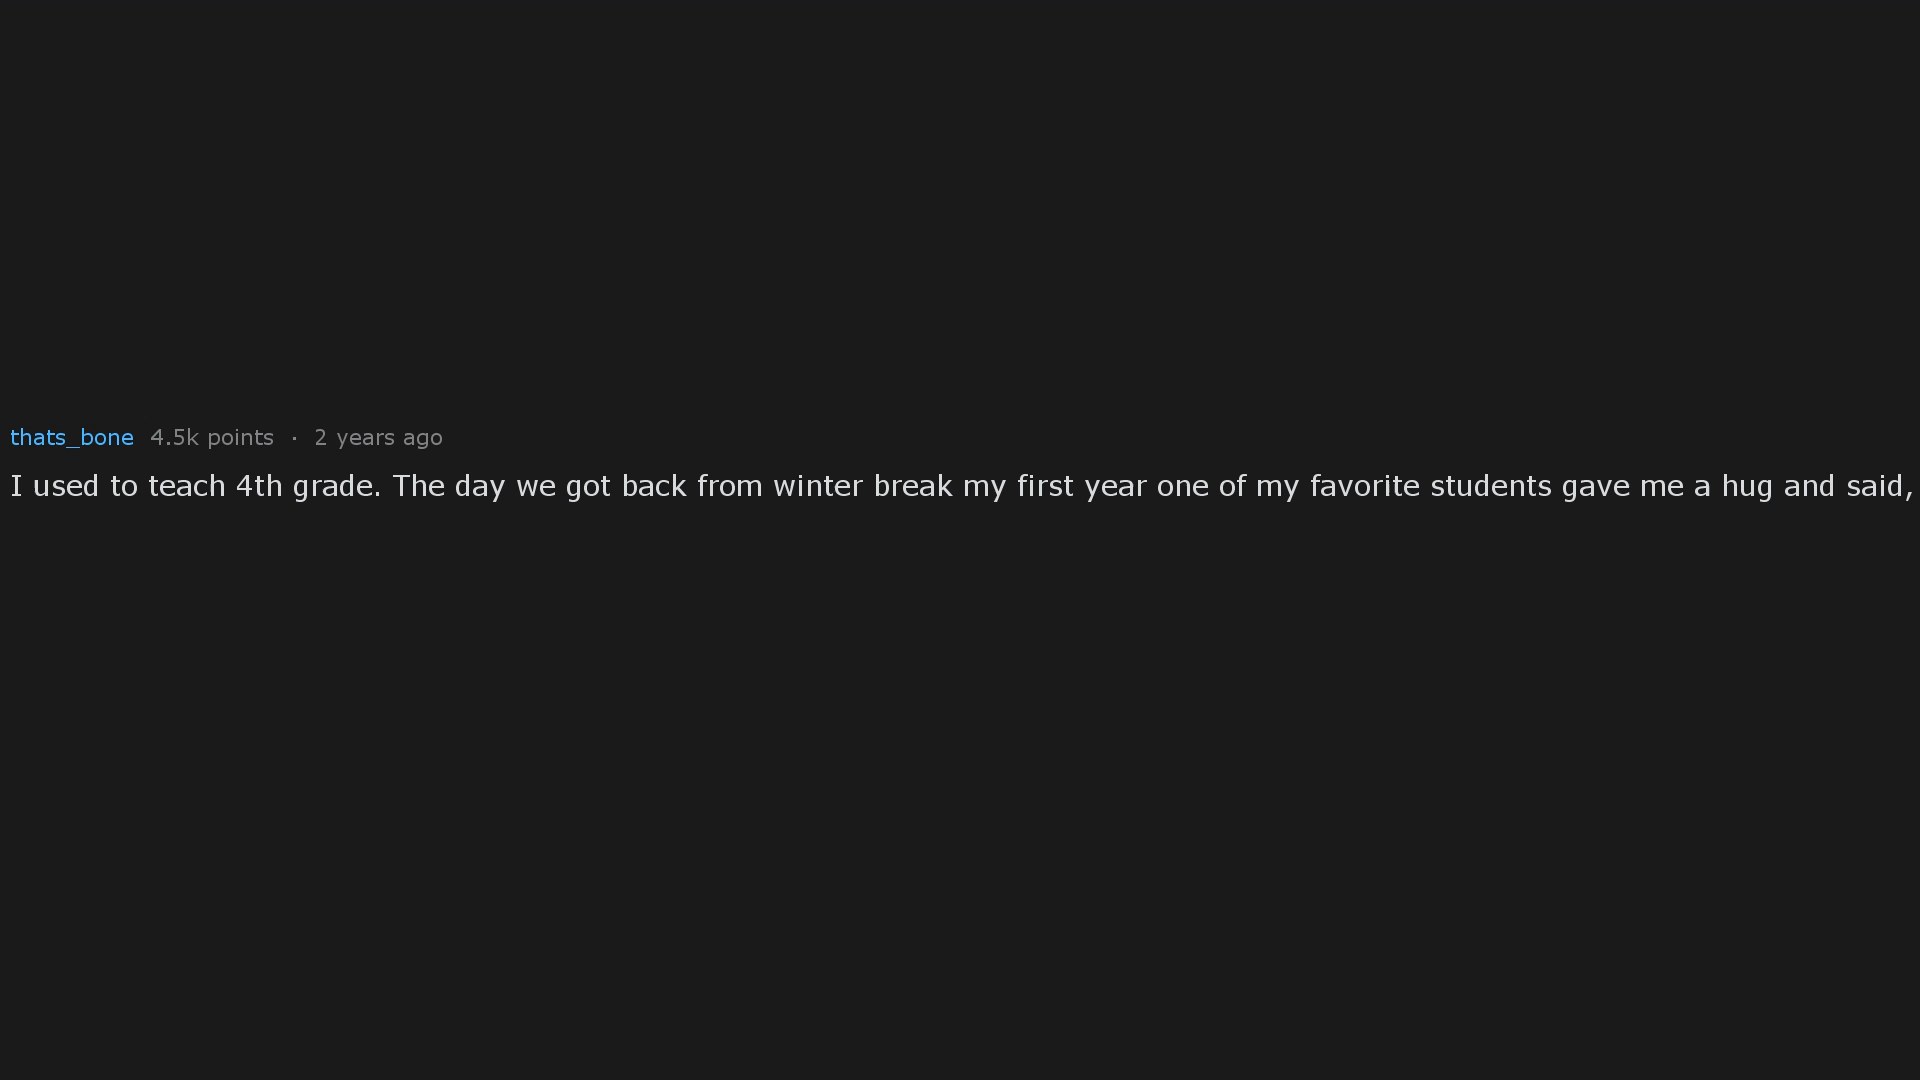 thats_bone 4.5k points · 2 years ago
I used to teach 4th grade. The day we got back from winter break my first year one of my favorite students gave me a hug and said,